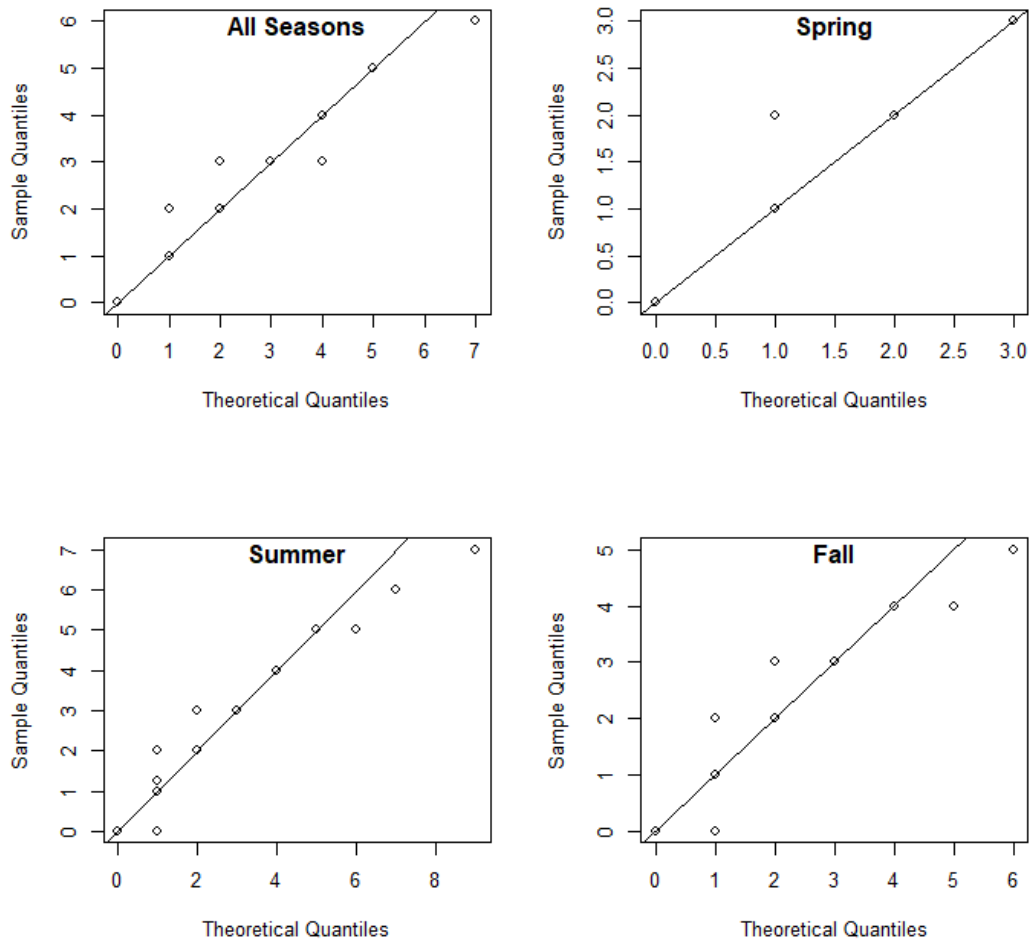 All Seasons
Sample Quantiles
0 1 2 3 4 5 6
0 1 2 3 4 5 6 7
Theoretical Quantiles
Spring
Sample Quantiles
0.0 0.5 1.0 1.5 2.0 2.5 3.0
0.0 0.5 1.0 1.5 2.0 2.5 3.0
Theoretical Quantiles
Summer
Sample Quantiles
0 1 2 3 4 5 6 7
0 2 4 6 8
Theoretical Quantiles
Fall
Sample Quantiles
0 1 2 3 4 5
0 1 2 3 4 5 6
Theoretical Quantiles